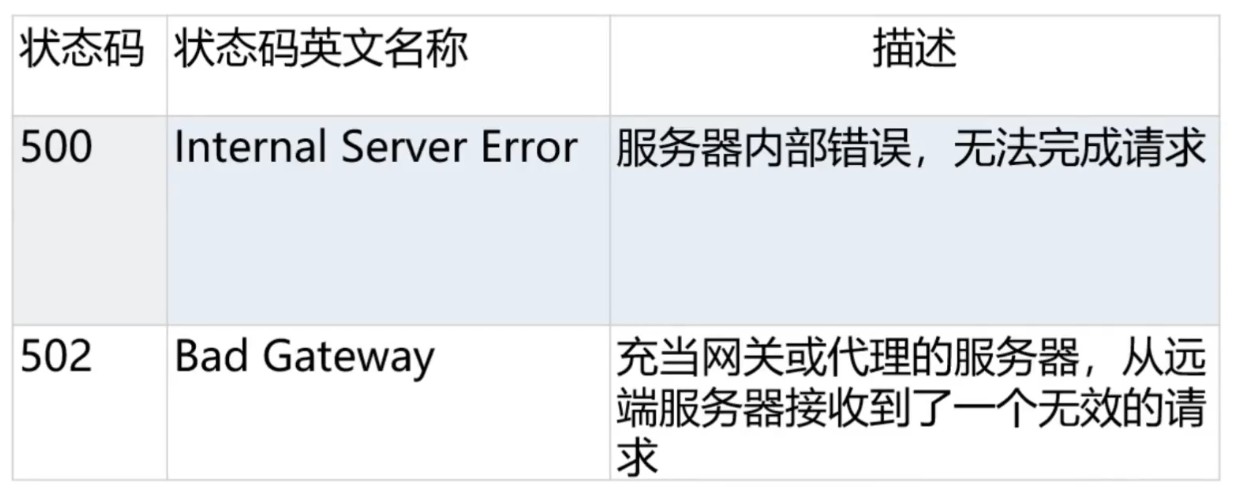 状态码 状态码英文名称 描述
500 Internal Server Error 服务器内部错误，无法完成请求
502 Bad Gateway 充当网关或代理的服务器，从远
端服务器接收到了一个无效的请
求